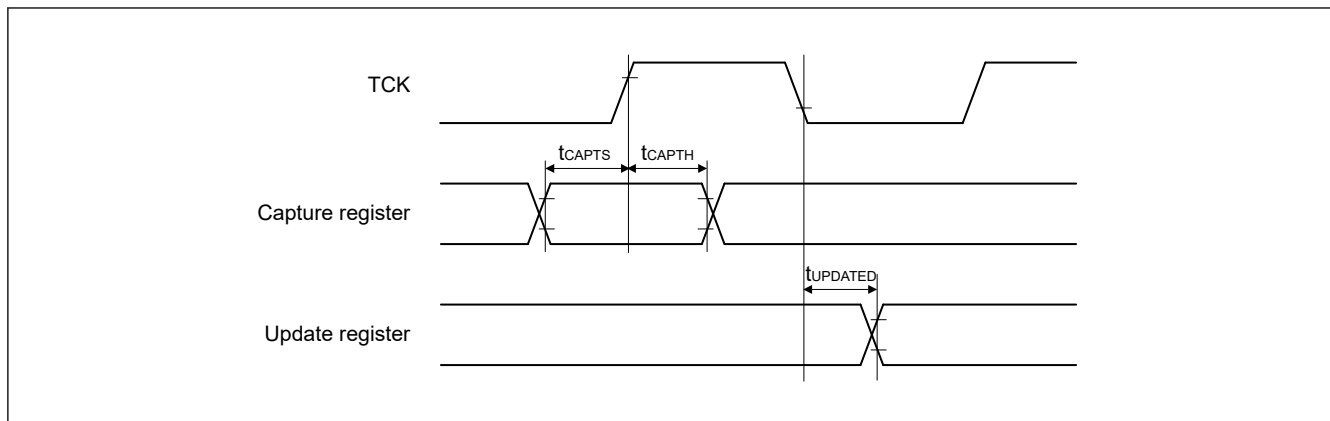 TCK
tCAPTS tCAPTH
Capture register
tUPDATED
Update register